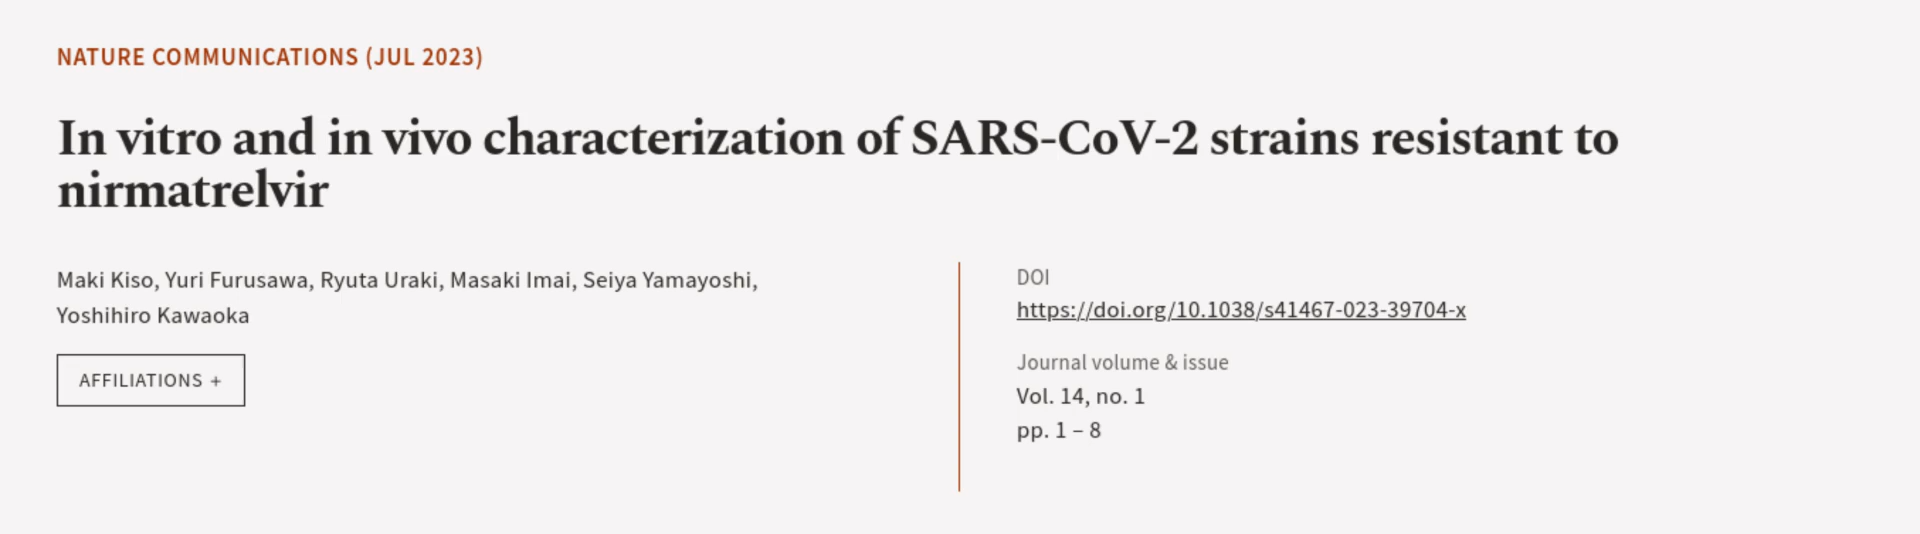 NATURE COMMUNICATIONS (JUL 2023)
In vitro and in vivo characterization of SARS-CoV-2 strains resistant to
nirmatrelvir
Maki Kiso, Yuri Furusawa, Ryuta Uraki, Masaki Imai, Seiya Yamayoshi,
Yoshihiro Kawaoka
AFFILIATIONS +
DOI
https://doi.org/10.1038/s41467-023-39704-x
Journal volume & issue
Vol. 14, no. 1
pp. 1 – 8